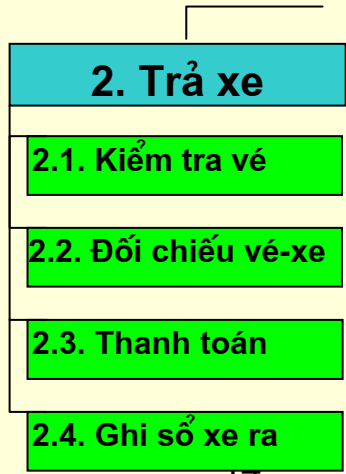 2. Trả xe
2.1. Kiểm tra vé
2.2. Đối chiếu vé-xe
2.3. Thanh toán
2.4. Ghi sổ xe ra